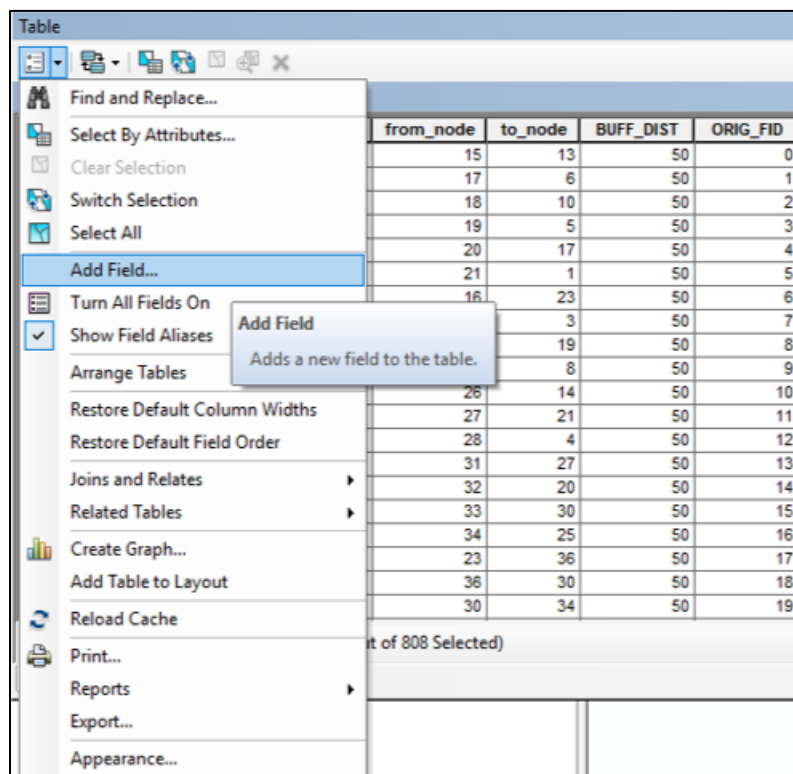 Table
Find and Replace...
Select By Attributes...
Clear Selection
Switch Selection
Select All
Add Field...
Turn All Fields On
Show Field Aliases
Arrange Tables
Restore Default Column Widths
Restore Default Field Order
Joins and Relates
Related Tables
Create Graph...
Add Table to Layout
Reload Cache
Print...
Reports
Export...
Appearance...
Add Field
Adds a new field to the table.
from_node to_node BUFF_DIST ORIG_FID
15 13 50 0
17 6 50 1
18 10 50 2
19 5 50 3
20 17 50 4
21 1 50 5
16 23 50 6
3 50 7
19 50 8
8 50 9
26 14 50 10
27 21 50 11
28 4 50 12
31 27 50 13
32 20 50 14
33 30 50 15
34 25 50 16
23 36 50 17
36 30 50 18
30 34 50 19
of 808 Selected)